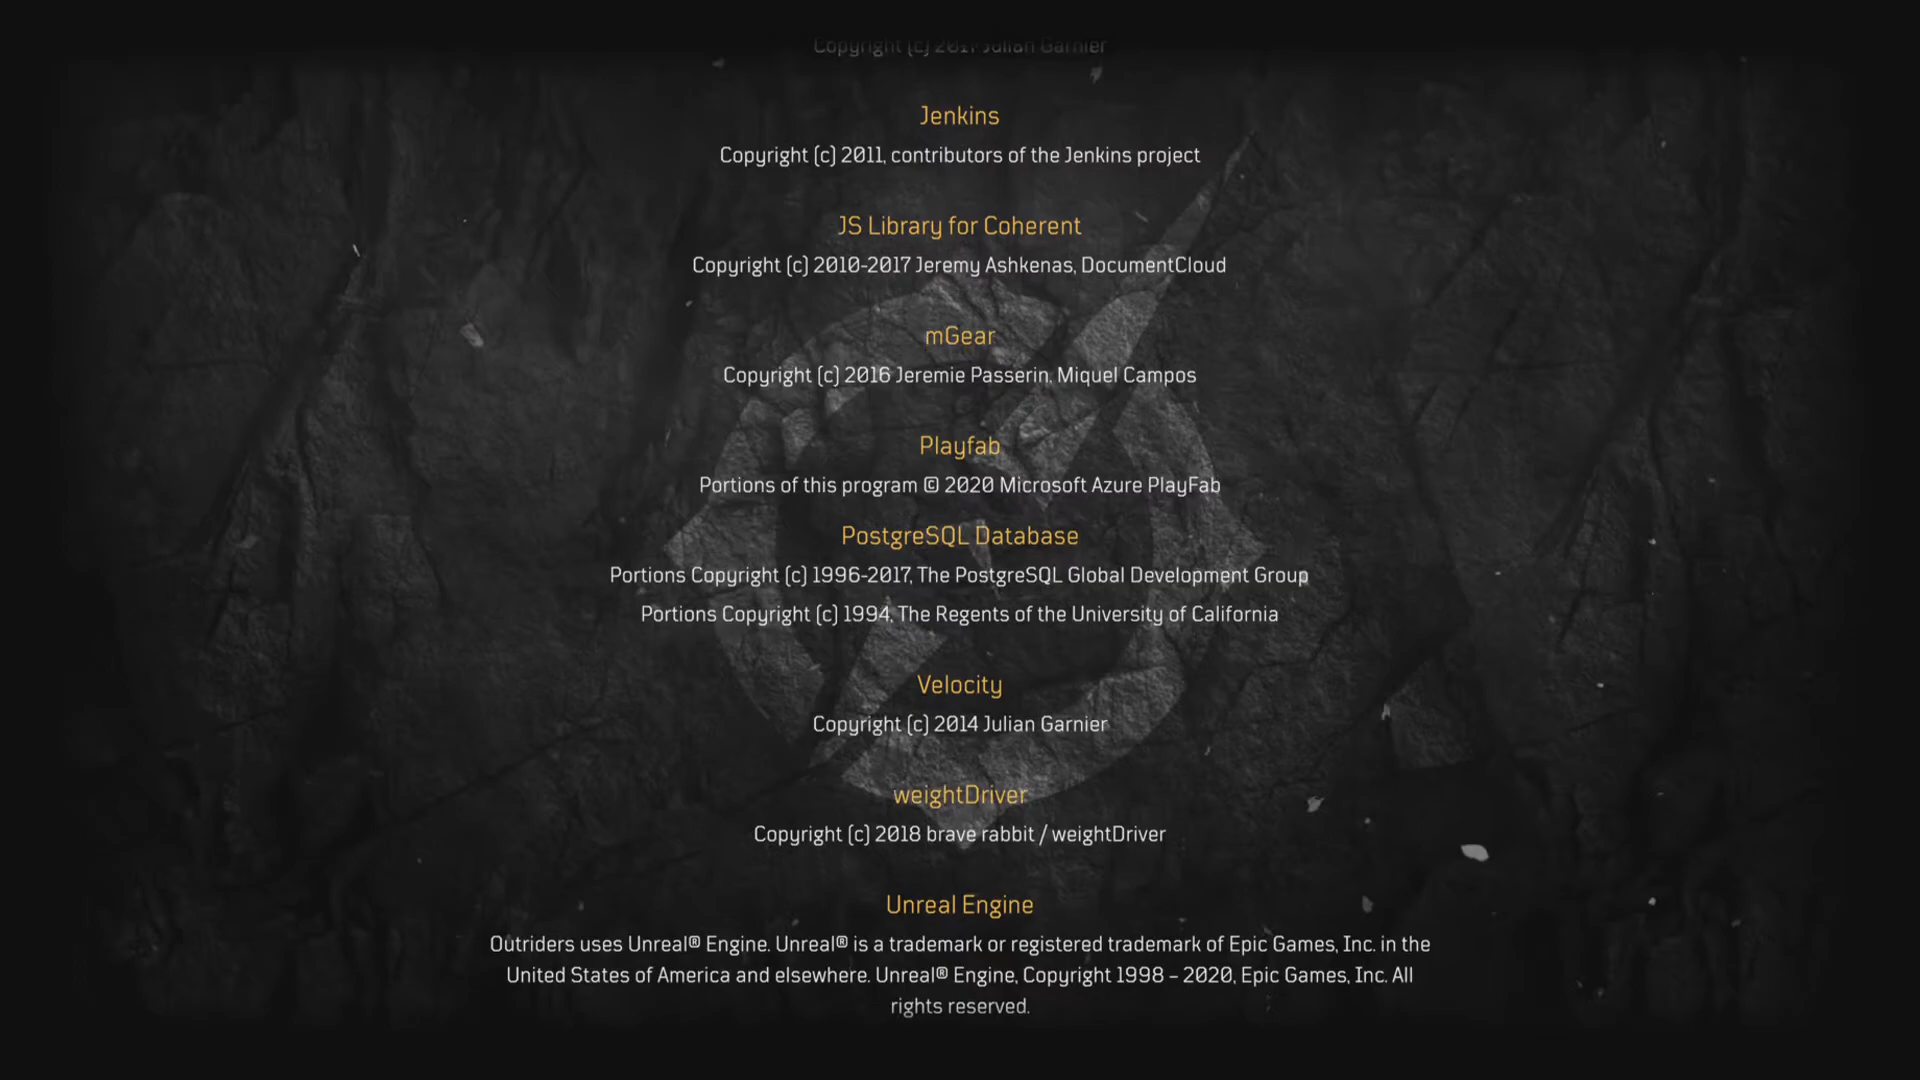 Copyright (c) 2017 Julian Garnier
Jenkins
Copyright (c) 2011, contributors of the Jenkins project
JS Library for Coherent
Copyright (c) 2010-2017 Jeremy Ashkenas, DocumentCloud
mGear
Copyright (c) 2016 Jeremie Passerin, Miquel Campos
Playfab
Portions of this program © 2020 Microsoft Azure PlayFab
PostgreSQL Database
Portions Copyright (c) 1996-2017, The PostgreSQL Global Development Group
Portions Copyright (c) 1994, The Regents of the University of California
Velocity
Copyright (c) 2014 Julian Garnier
weightDriver
Copyright (c) 2018 brave rabbit / weightDriver
Unreal Engine
Outriders uses Unreal® Engine. Unreal® is a trademark or registered trademark of Epic Games, Inc. in the
United States of America and elsewhere. Unreal® Engine, Copyright 1998 – 2020, Epic Games, Inc. All
rights reserved.